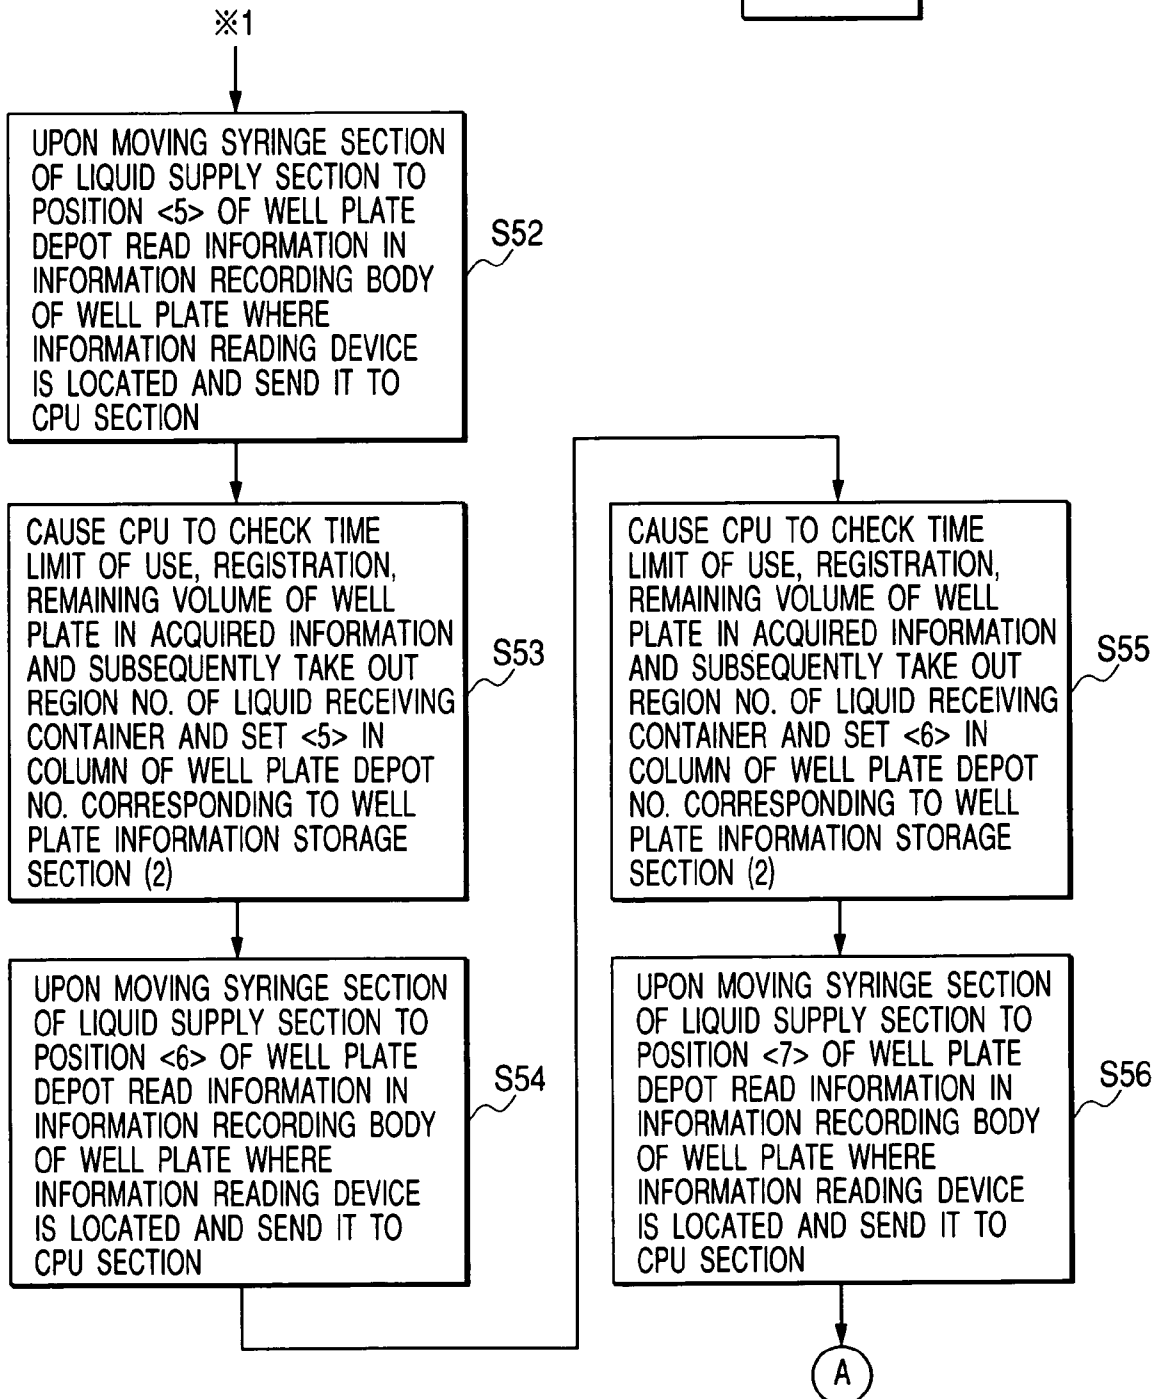 ※1
UPON MOVING SYRINGE SECTION
OF LIQUID SUPPLY SECTION TO
POSITION <5> OF WELL PLATE
DEPOT READ INFORMATION IN
INFORMATION RECORDING BODY
OF WELL PLATE WHERE
INFORMATION READING DEVICE
IS LOCATED AND SEND IT TO
CPU SECTION
S52
CAUSE CPU TO CHECK TIME
LIMIT OF USE, REGISTRATION,
REMAINING VOLUME OF WELL
PLATE IN ACQUIRED INFORMATION
AND SUBSEQUENTLY TAKE OUT
REGION NO. OF LIQUID RECEIVING
CONTAINER AND SET <5> IN
COLUMN OF WELL PLATE DEPOT
NO. CORRESPONDING TO WELL
PLATE INFORMATION STORAGE
SECTION (2)
S53
UPON MOVING SYRINGE SECTION
OF LIQUID SUPPLY SECTION TO
POSITION <6> OF WELL PLATE
DEPOT READ INFORMATION IN
INFORMATION RECORDING BODY
OF WELL PLATE WHERE
INFORMATION READING DEVICE
IS LOCATED AND SEND IT TO
CPU SECTION
S54
CAUSE CPU TO CHECK TIME
LIMIT OF USE, REGISTRATION,
REMAINING VOLUME OF WELL
PLATE IN ACQUIRED INFORMATION
AND SUBSEQUENTLY TAKE OUT
REGION NO. OF LIQUID RECEIVING
CONTAINER AND SET <6> IN
COLUMN OF WELL PLATE DEPOT
NO. CORRESPONDING TO WELL
PLATE INFORMATION STORAGE
SECTION (2)
S55
UPON MOVING SYRINGE SECTION
OF LIQUID SUPPLY SECTION TO
POSITION <7> OF WELL PLATE
DEPOT READ INFORMATION IN
INFORMATION RECORDING BODY
OF WELL PLATE WHERE
INFORMATION READING DEVICE
IS LOCATED AND SEND IT TO
CPU SECTION
S56
A